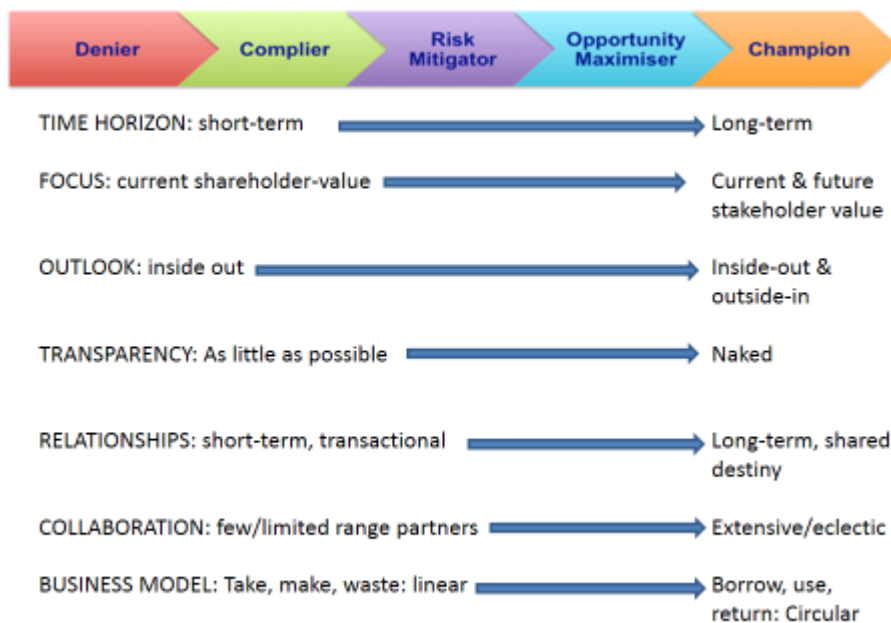 Denier
Complier
Risk
Mitigator
Opportunity
Maximiser
Champion
TIME HORIZON: short-term
Long-term
FOCUS: current shareholder-value
Current & future
stakeholder value
OUTLOOK: inside out
Inside-out &
outside-in
TRANSPARENCY: As little as possible
Naked
RELATIONSHIPS: short-term, transactional
Long-term, shared
destiny
COLLABORATION: few/limited range partners
Extensive/eclectic
BUSINESS MODEL: Take, make, waste: linear
Borrow, use,
return: Circular